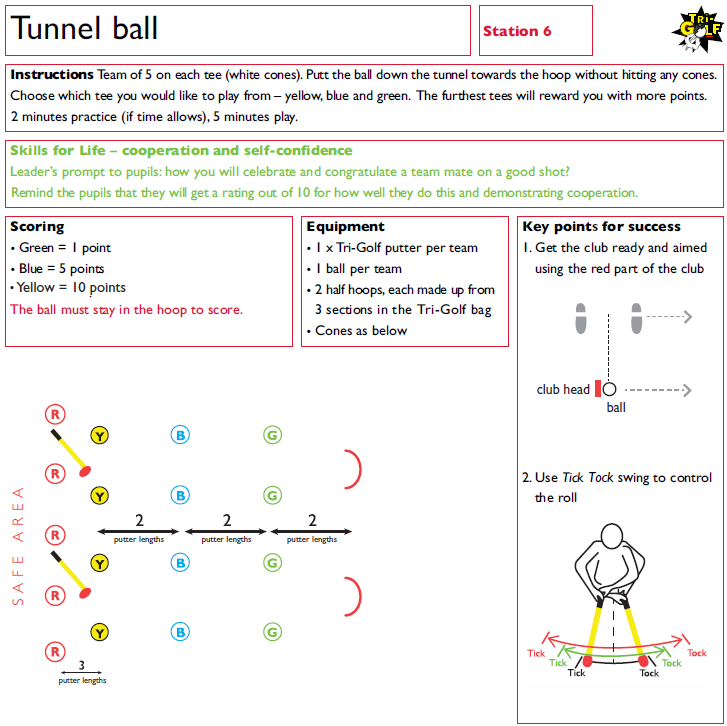 Tunnel ball
Station 6
TRI-
GOLF
Instructions Team of 5 on each tee (white cones). Putt the ball down the tunnel towards the hoop without hitting any cones.
Choose which tee you would like to play from – yellow, blue and green. The furthest tees will reward you with more points.
2 minutes practice (if time allows), 5 minutes play.
Skills for Life – cooperation and self-confidence
Leader's prompt to pupils: how you will celebrate and congratulate a team mate on a good shot?
Remind the pupils that they will get a rating out of 10 for how well they do this and demonstrating cooperation.
Scoring
• Green = 1 point
• Blue = 5 points
• Yellow = 10 points
The ball must stay in the hoop to score.
Equipment
• 1 x Tri-Golf putter per team
• 1 ball per team
• 2 half hoops, each made up from
3 sections in the Tri-Golf bag
• Cones as below
Key points for success
1. Get the club ready and aimed
using the red part of the club
club head
ball
2. Use Tick Tock swing to control
the roll
Tick
Tock
Tick
Tock
Tick
Tock
SAFE AREA
R
Y
B
G
R
Y
B
G
2
2
2
putter lengths
putter lengths
putter lengths
R
Y
B
G
R
Y
B
G
R
3
putter lengths